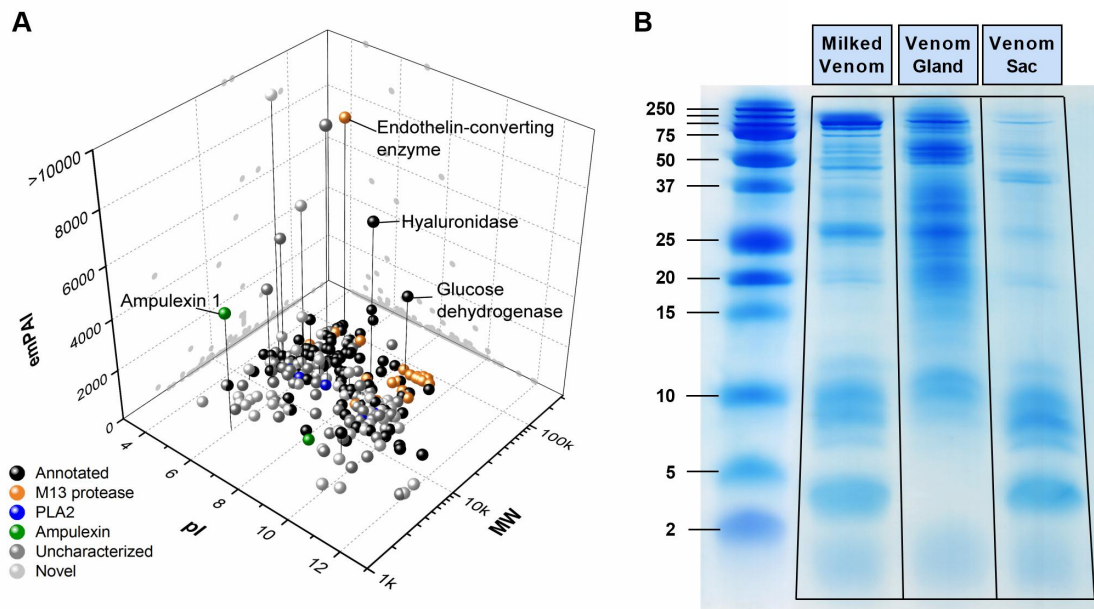 A
Endothelin-converting
enzyme
Hyaluronidase
Glucose
dehydrogenase
Ampulexin 1
emPAI
>10000
8000
6000
4000
2000
0
4
6
8
10
12
pI
1k
10k
100k
MW
Annotated
M13 protease
PLA2
Ampulexin
Uncharacterized
Novel
B
Milked
Venom
Venom
Gland
Venom
Sac
250
75
50
37
25
20
15
10
5
2